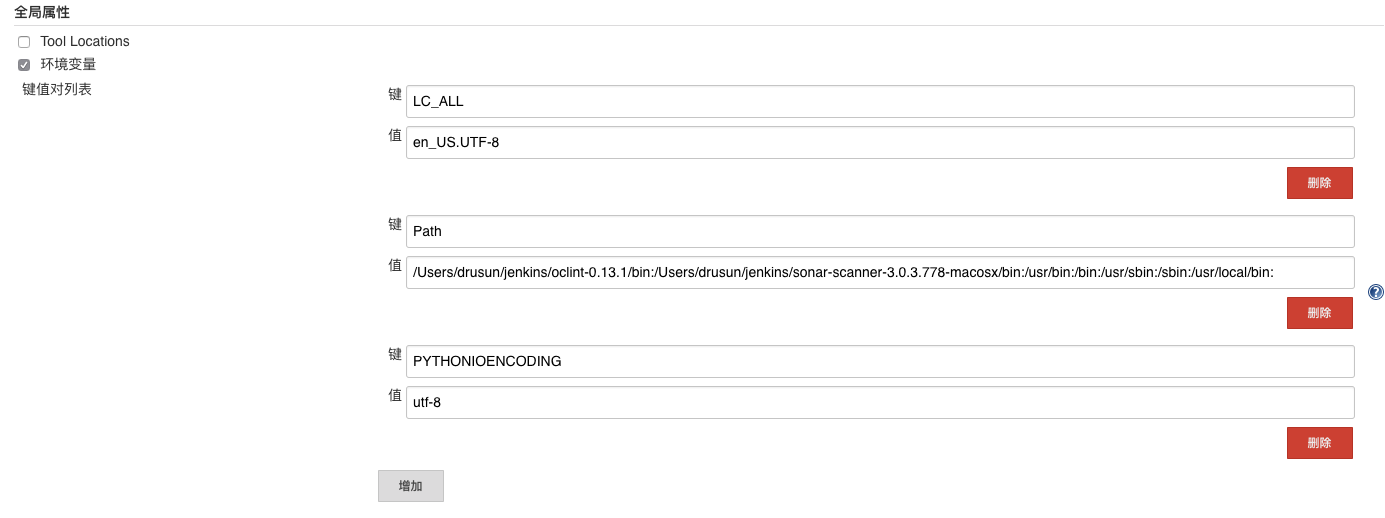 全局属性
Tool Locations
环境变量
键值对列表
键
LC_ALL
值
en_US.UTF-8
删除
键
Path
值
/Users/drusun/jenkins/oclint-0.13.1/bin:/Users/drusun/jenkins/sonar-scanner-3.0.3.778-macosx/bin:/usr/bin:/bin:/usr/sbin:/sbin:/usr/local/bin:
?
删除
键
PYTHONIOENCODING
值
utf-8
删除
增加